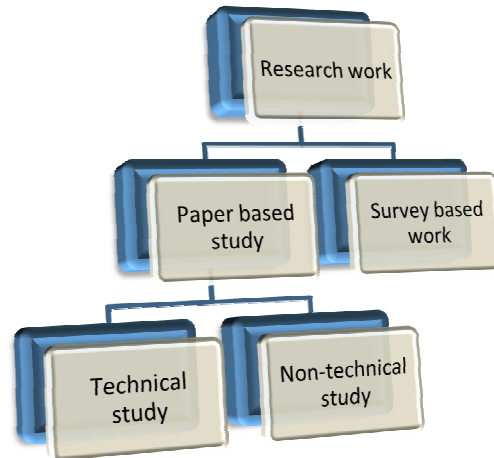 Research work
Paper based
study
Survey based
work
Technical
study
Non-technical
study